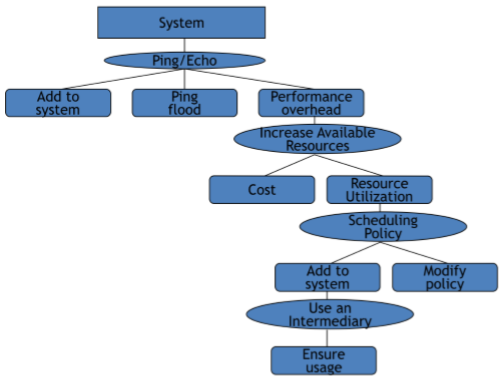 System
Ping/Echo
Add to
system
Ping
flood
Performance
overhead
Increase Available
Resources
Cost
Resource
Utilization
Scheduling
Policy
Add to
system
Modify
policy
Use an
Intermediary
Ensure
usage